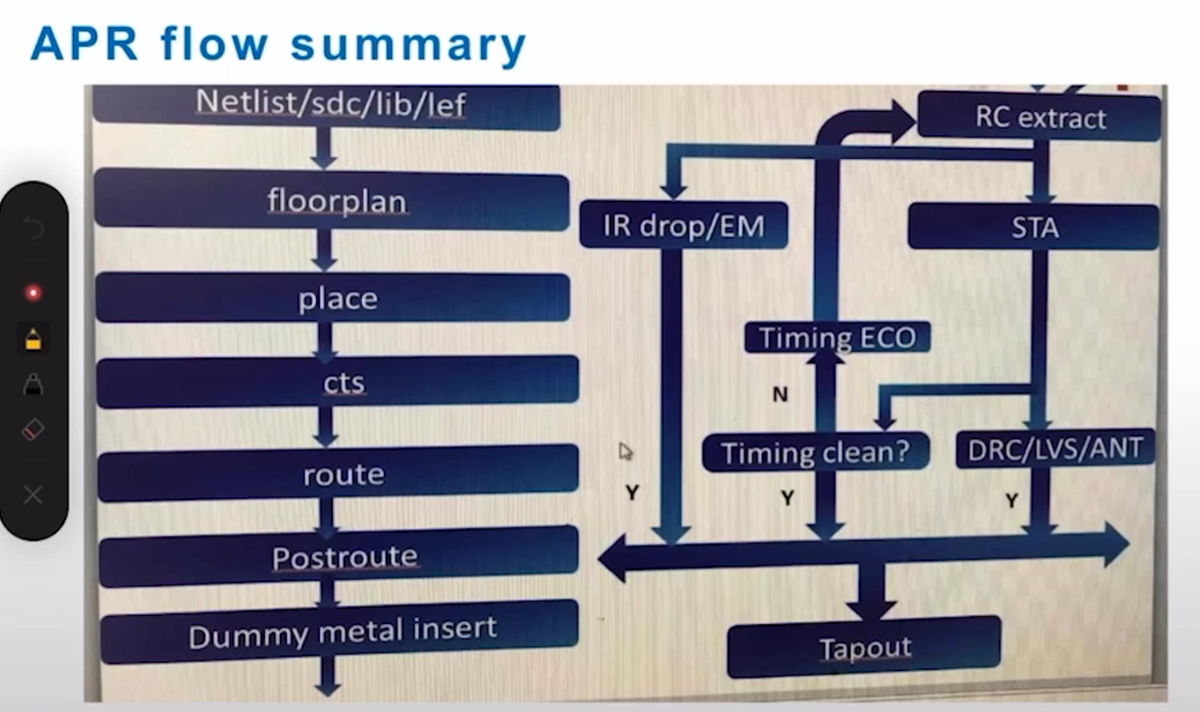 APR flow summary
Netlist/sdc/lib/lef
floorplan
place
cts
route
Postroute
Dummy metal insert
RC extract
IR drop/EM
STA
Timing ECO
N
Timing clean?
DRC/LVS/ANT
Y
Y
Y
Tapout